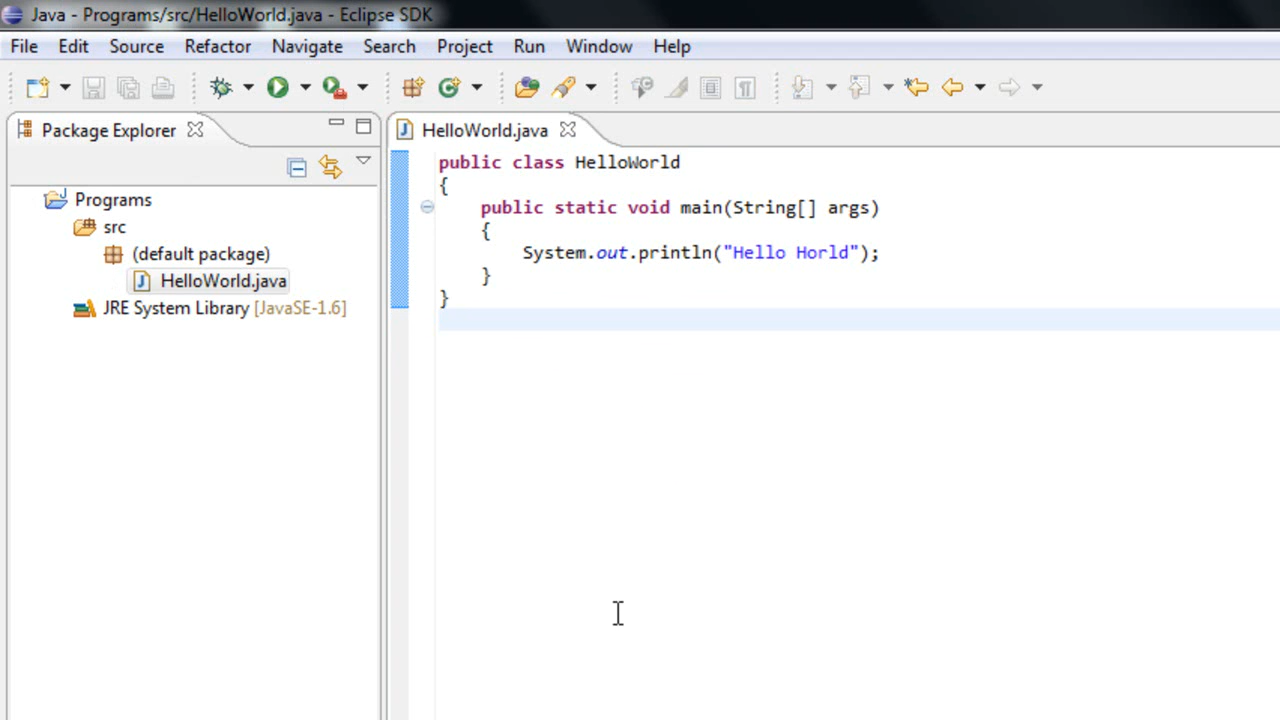 Java - Programs/src/HelloWorld.java - Eclipse SDK
File Edit Source Refactor Navigate Search Project Run Window Help
Package Explorer
Programs
src
(default package)
HelloWorld.java
JRE System Library [JavaSE-1.6]
HelloWorld.java
public class HelloWorld
{
public static void main(String[] args)
{
System.out.println("Hello Horld");
}
}